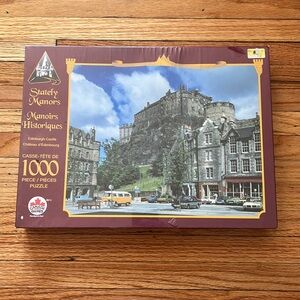 Stately
Manors
Manoirs
Historiques
Edinburgh Castle
Château d'Édimbourg
CASSE-TÊTE DE
1000
PIECE / PIÈCES
PUZZLE